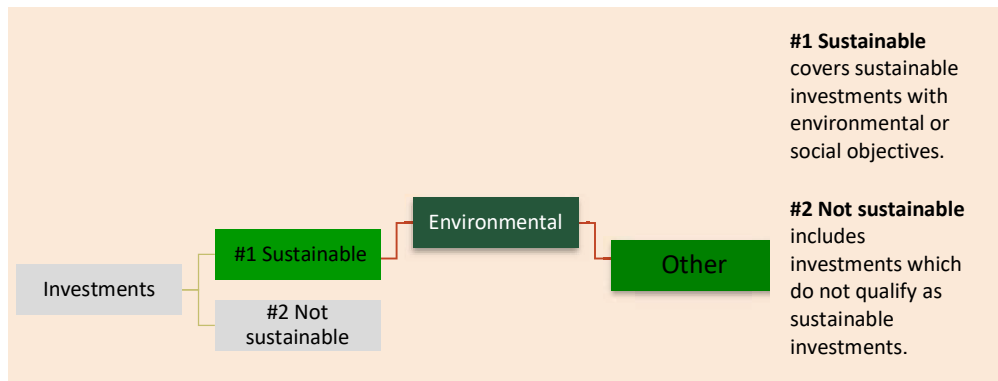 Investments
#1 Sustainable
#2 Not
sustainable
Environmental
Other
#1 Sustainable
covers sustainable
investments with
environmental or
social objectives.
#2 Not sustainable
includes
investments which
do not qualify as
sustainable
investments.